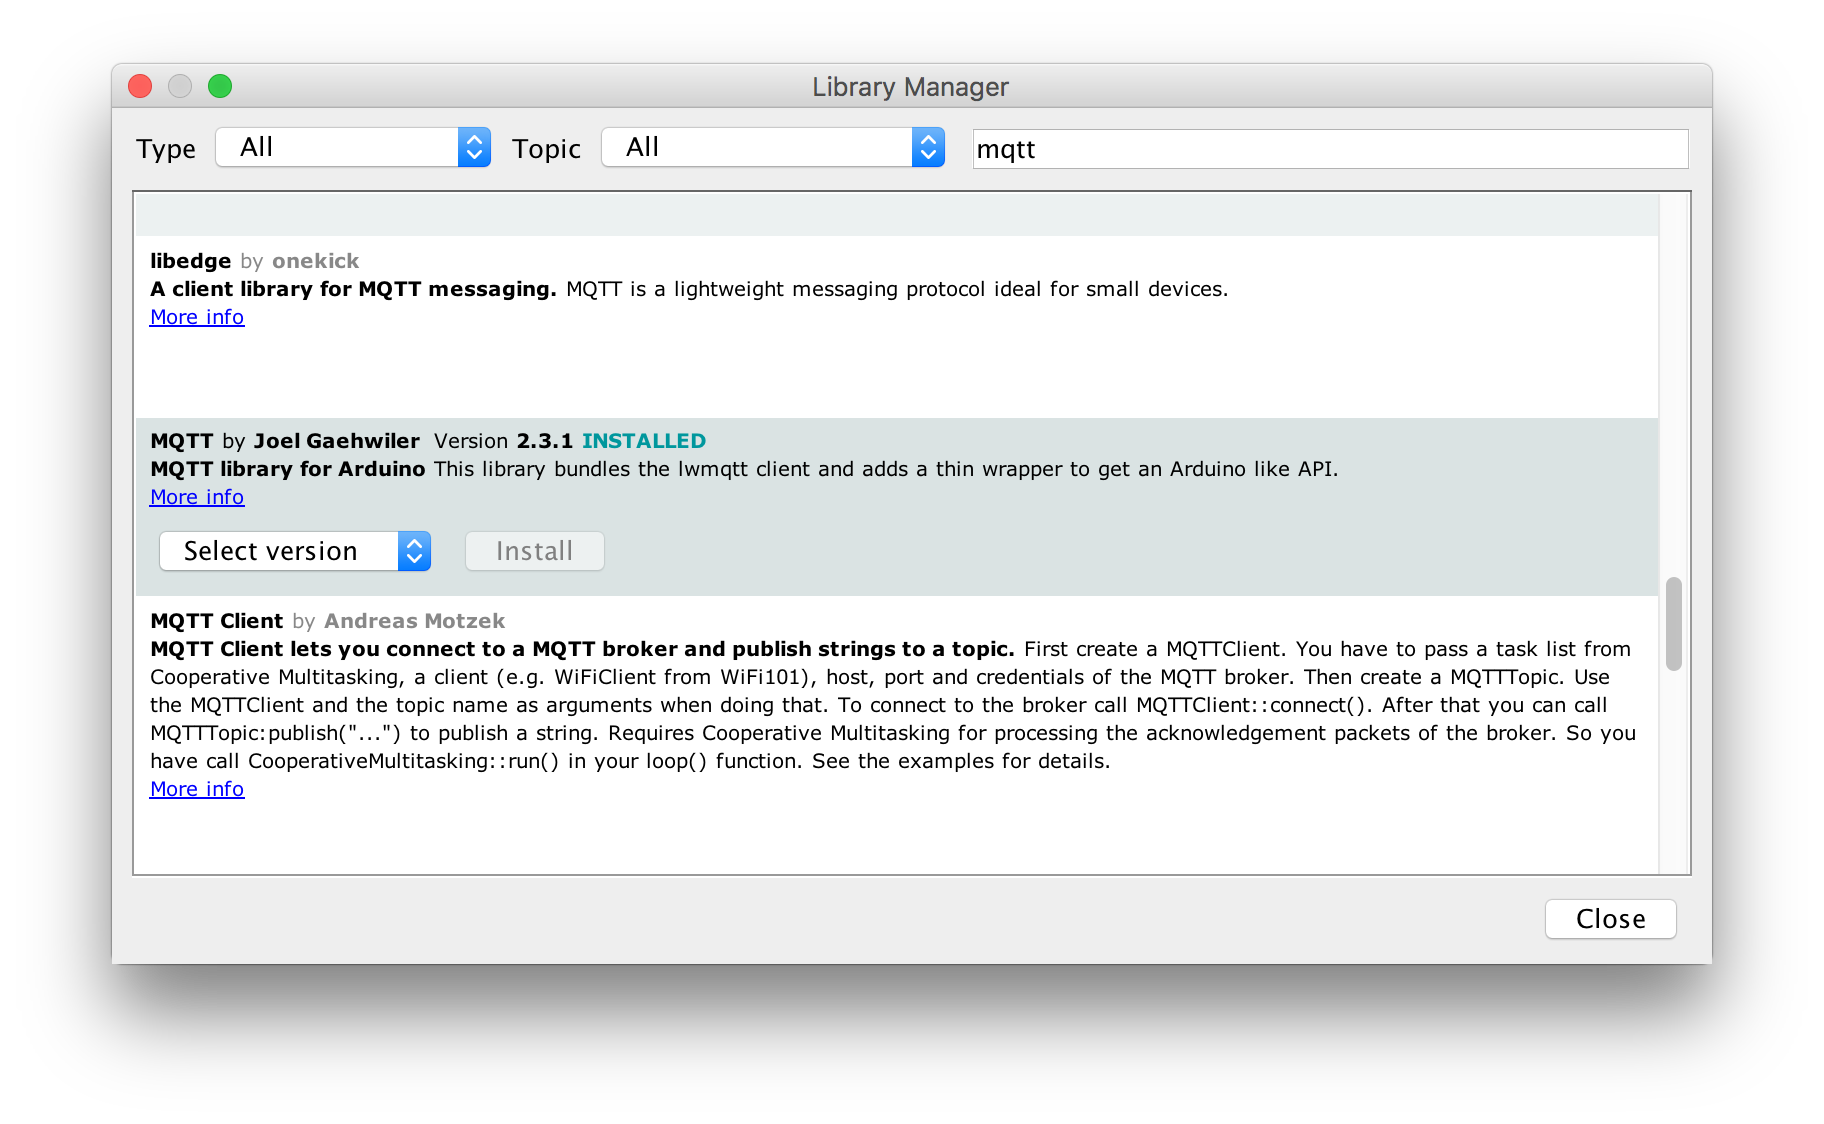 Library Manager
Type All Topic All mqtt
libedge by onekick
A client library for MQTT messaging. MQTT is a lightweight messaging protocol ideal for small devices.
More info
MQTT by Joel Gaehwiler Version 2.3.1 INSTALLED
MQTT library for Arduino This library bundles the lwmqtt client and adds a thin wrapper to get an Arduino like API.
More info
Select version Install
MQTT Client by Andreas Motzek
MQTT Client lets you connect to a MQTT broker and publish strings to a topic. First create a MQTTClient. You have to pass a task list from
Cooperative Multitasking, a client (e.g. WiFiClient from WiFi101), host, port and credentials of the MQTT broker. Then create a MQTTTopic. Use
the MQTTClient and the topic name as arguments when doing that. To connect to the broker call MQTTClient::connect(). After that you can call
MQTTTopic:publish("...") to publish a string. Requires Cooperative Multitasking for processing the acknowledgement packets of the broker. So you
have call CooperativeMultitasking::run() in your loop() function. See the examples for details.
More info
Close